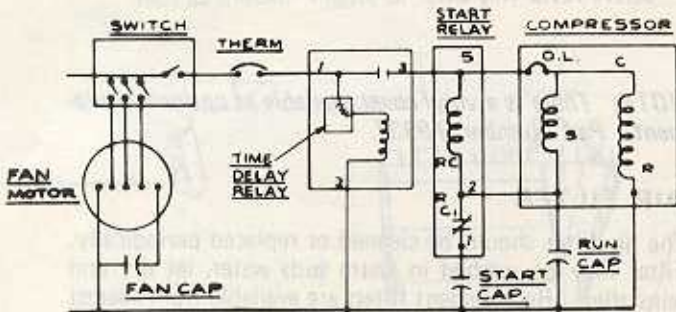 SWITCH
THERM
START
RELAY
COMPRESSOR
1
3
5
O.L.
C
S
R
RC
TIME
DELAY
RELAY
2
R
2
C1
1
FAN
MOTOR
FAN CAP
START
CAP
RUN
CAP